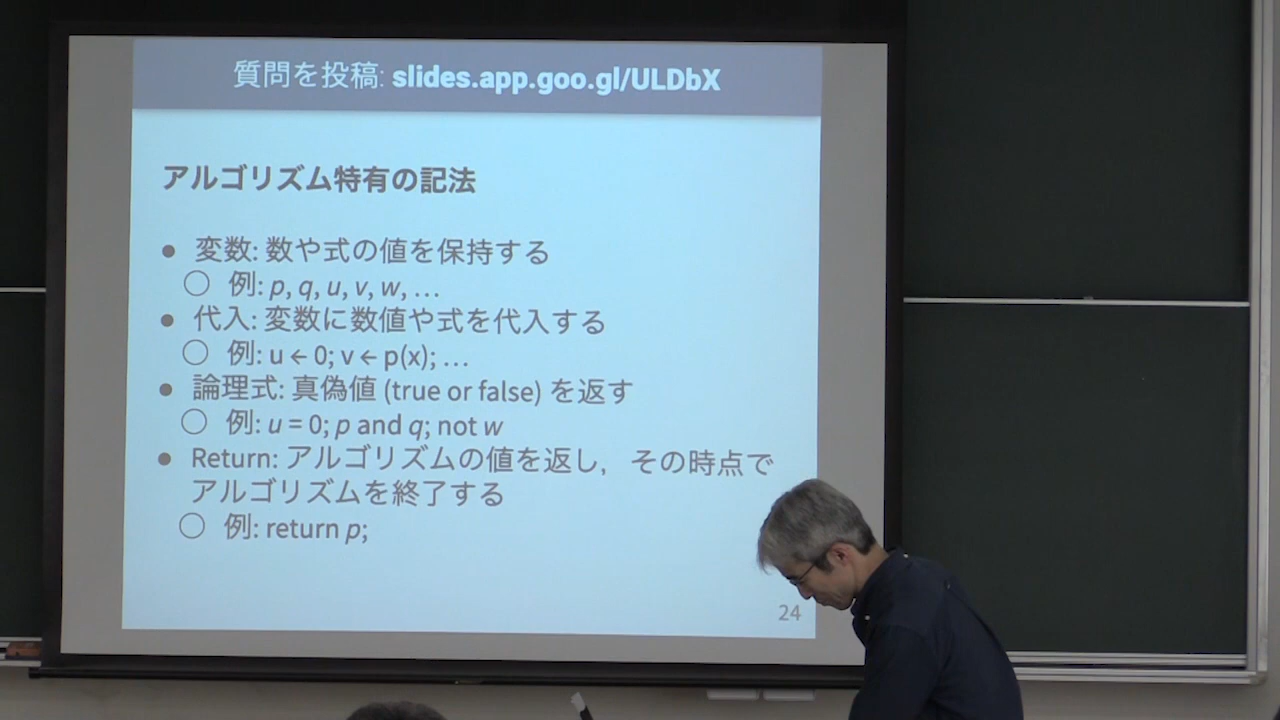 質問を投稿: slides.app.goo.gl/ULDbX
アルゴリズム特有の記法
● 変数: 数や式の値を保持する
○ 例: p, q, u, v, w, …
● 代入: 変数に数値や式を代入する
○ 例: u ← 0; v ← p(x); …
● 論理式: 真偽値 (true or false) を返す
○ 例: u = 0; p and q; not w
● Return: アルゴリズムの値を返し，その時点で
アルゴリズムを終了する
○ 例: return p;
24